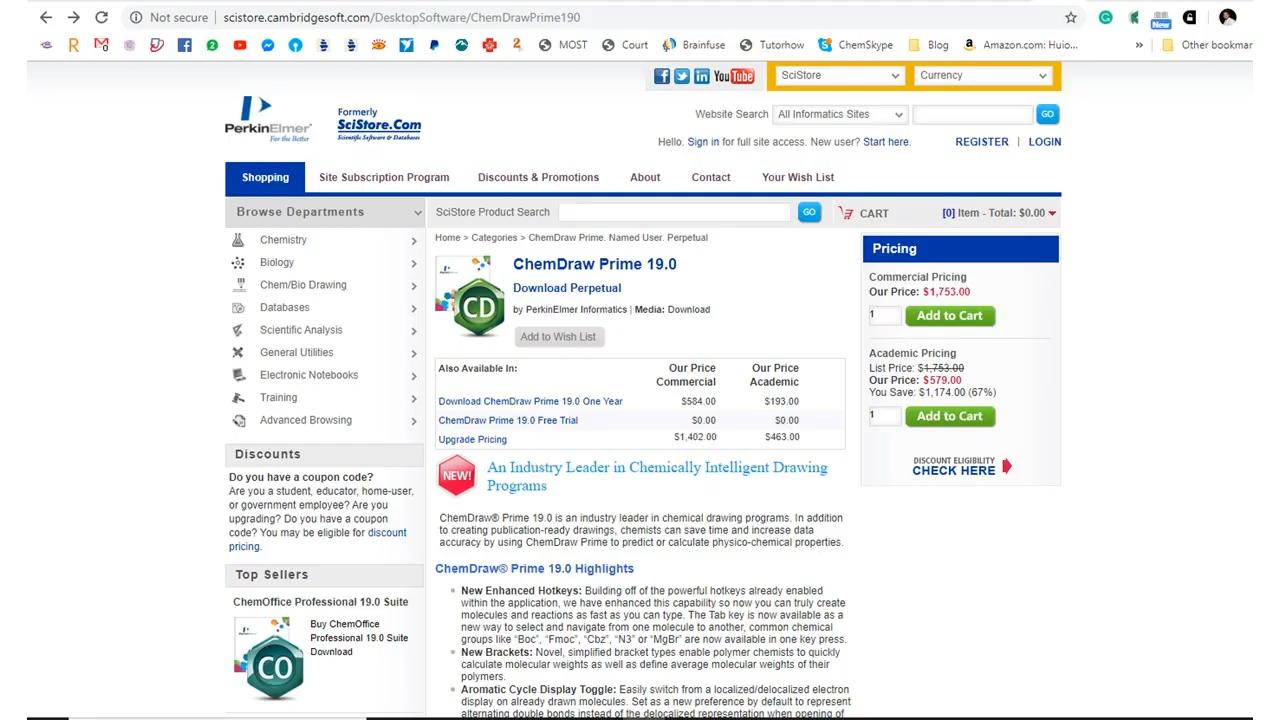 Not secure | scistore.cambridgesoft.com/DesktopSoftware/ChemDrawPrime190
New
MOST Court Brainfuse Tutorhow ChemSkype Blog Amazon.com: Huio... » Other bookmar
You Tube SciStore Currency
PerkinElmer
For the Better
Formerly
SciStore.Com
Scientific Software & Databases
Website Search All Informatics Sites GO
Hello. Sign in for full site access. New user? Start here. REGISTER | LOGIN
Shopping Site Subscription Program Discounts & Promotions About Contact Your Wish List
Browse Departments
Chemistry
Biology
Chem/Bio Drawing
Databases
Scientific Analysis
General Utilities
Electronic Notebooks
Training
Advanced Browsing
Discounts
Do you have a coupon code?
Are you a student, educator, home-user,
or government employee? Are you
upgrading? Do you have a coupon
code? You may be eligible for discount
pricing.
Top Sellers
ChemOffice Professional 19.0 Suite
CO
Buy ChemOffice
Professional 19.0 Suite
Download
SciStore Product Search GO CART [0] Item - Total: $0.00
Home > Categories > ChemDraw Prime. Named User. Perpetual
CD
ChemDraw Prime 19.0
Download Perpetual
by PerkinElmer Informatics | Media: Download
Add to Wish List
Also Available In: Our Price Commercial Our Price Academic
Download ChemDraw Prime 19.0 One Year $584.00 $193.00
ChemDraw Prime 19.0 Free Trial $0.00 $0.00
Upgrade Pricing $1,402.00 $463.00
NEW!
An Industry Leader in Chemically Intelligent Drawing
Programs
ChemDraw® Prime 19.0 is an industry leader in chemical drawing programs. In addition
to creating publication-ready drawings, chemists can save time and increase data
accuracy by using ChemDraw Prime to predict or calculate physico-chemical properties.
ChemDraw® Prime 19.0 Highlights
New Enhanced Hotkeys: Building off of the powerful hotkeys already enabled
within the application, we have enhanced this capability so now you can truly create
molecules and reactions as fast as you can type. The Tab key is now available as a
new way to select and navigate from one molecule to another, common chemical
groups like “Boc”, “Fmoc”, “Cbz”, “N3” or “MgBr” are now available in one key press.
New Brackets: Novel, simplified bracket types enable polymer chemists to quickly
calculate molecular weights as well as define average molecular weights of their
polymers.
Aromatic Cycle Display Toggle: Easily switch from a localized/delocalized electron
display on already drawn molecules. Set as a new preference by default to represent
alternating double bonds instead of the delocalized representation when opening of
Pricing
Commercial Pricing
Our Price: $1,753.00
1 Add to Cart
Academic Pricing
List Price: $1,753.00
Our Price: $579.00
You Save: $1,174.00 (67%)
1 Add to Cart
DISCOUNT ELIGIBILITY
CHECK HERE